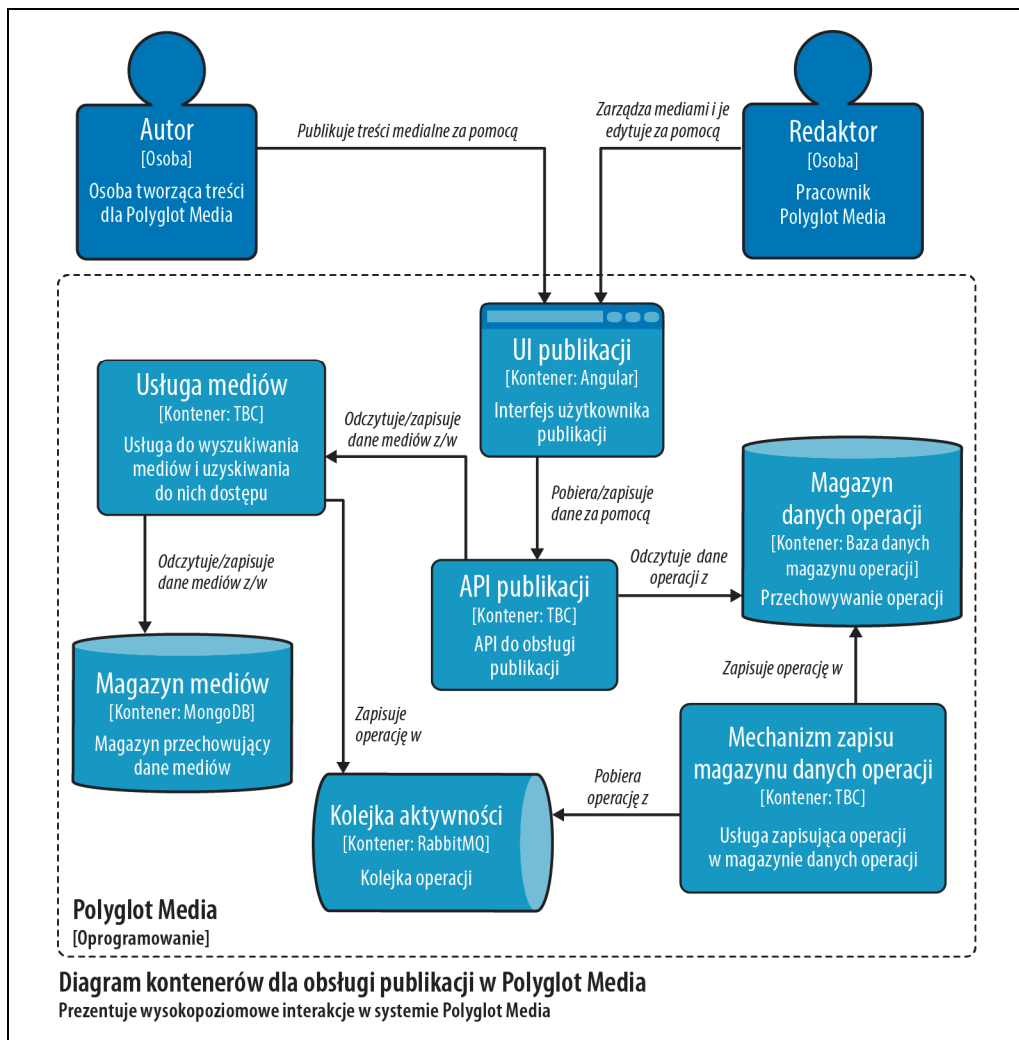 Autor
[Osoba]
Osoba tworząca treści
dla Polyglot Media
Publikuje treści medialne za pomocą
Zarządza mediami i je
edytuje za pomocą
Redaktor
[Osoba]
Pracownik
Polyglot Media
UI publikacji
[Kontener: Angular]
Interfejs użytkownika
publikacji
Usługa mediów
[Kontener: TBC]
Usługa do wyszukiwania
mediów i uzyskiwania
do nich dostępu
Odczytuje/zapisuje
dane mediów z/w
Pobiera/zapisuje
dane za pomocą
Magazyn
danych operacji
[Kontener: Baza danych
magazynu operacji]
Przechowywanie operacji
Odczytuje/zapisuje
dane mediów z/w
API publikacji
[Kontener: TBC]
API do obsługi
publikacji
Odczytuje dane
operacji z
Zapisuje operację w
Magazyn mediów
[Kontener: MongoDB]
Magazyn przechowujący
dane mediów
Zapisuje
operację w
Mechanizm zapisu
magazynu danych operacji
[Kontener: TBC]
Usługa zapisująca operacji
w magazynie danych operacji
Pobiera
operację z
Kolejka aktywności
[Kontener: RabbitMQ]
Kolejka operacji
Polyglot Media
[Oprogramowanie]
Diagram kontenerów dla obsługi publikacji w Polyglot Media
Prezentuje wysokopoziomowe interakcje w systemie Polyglot Media